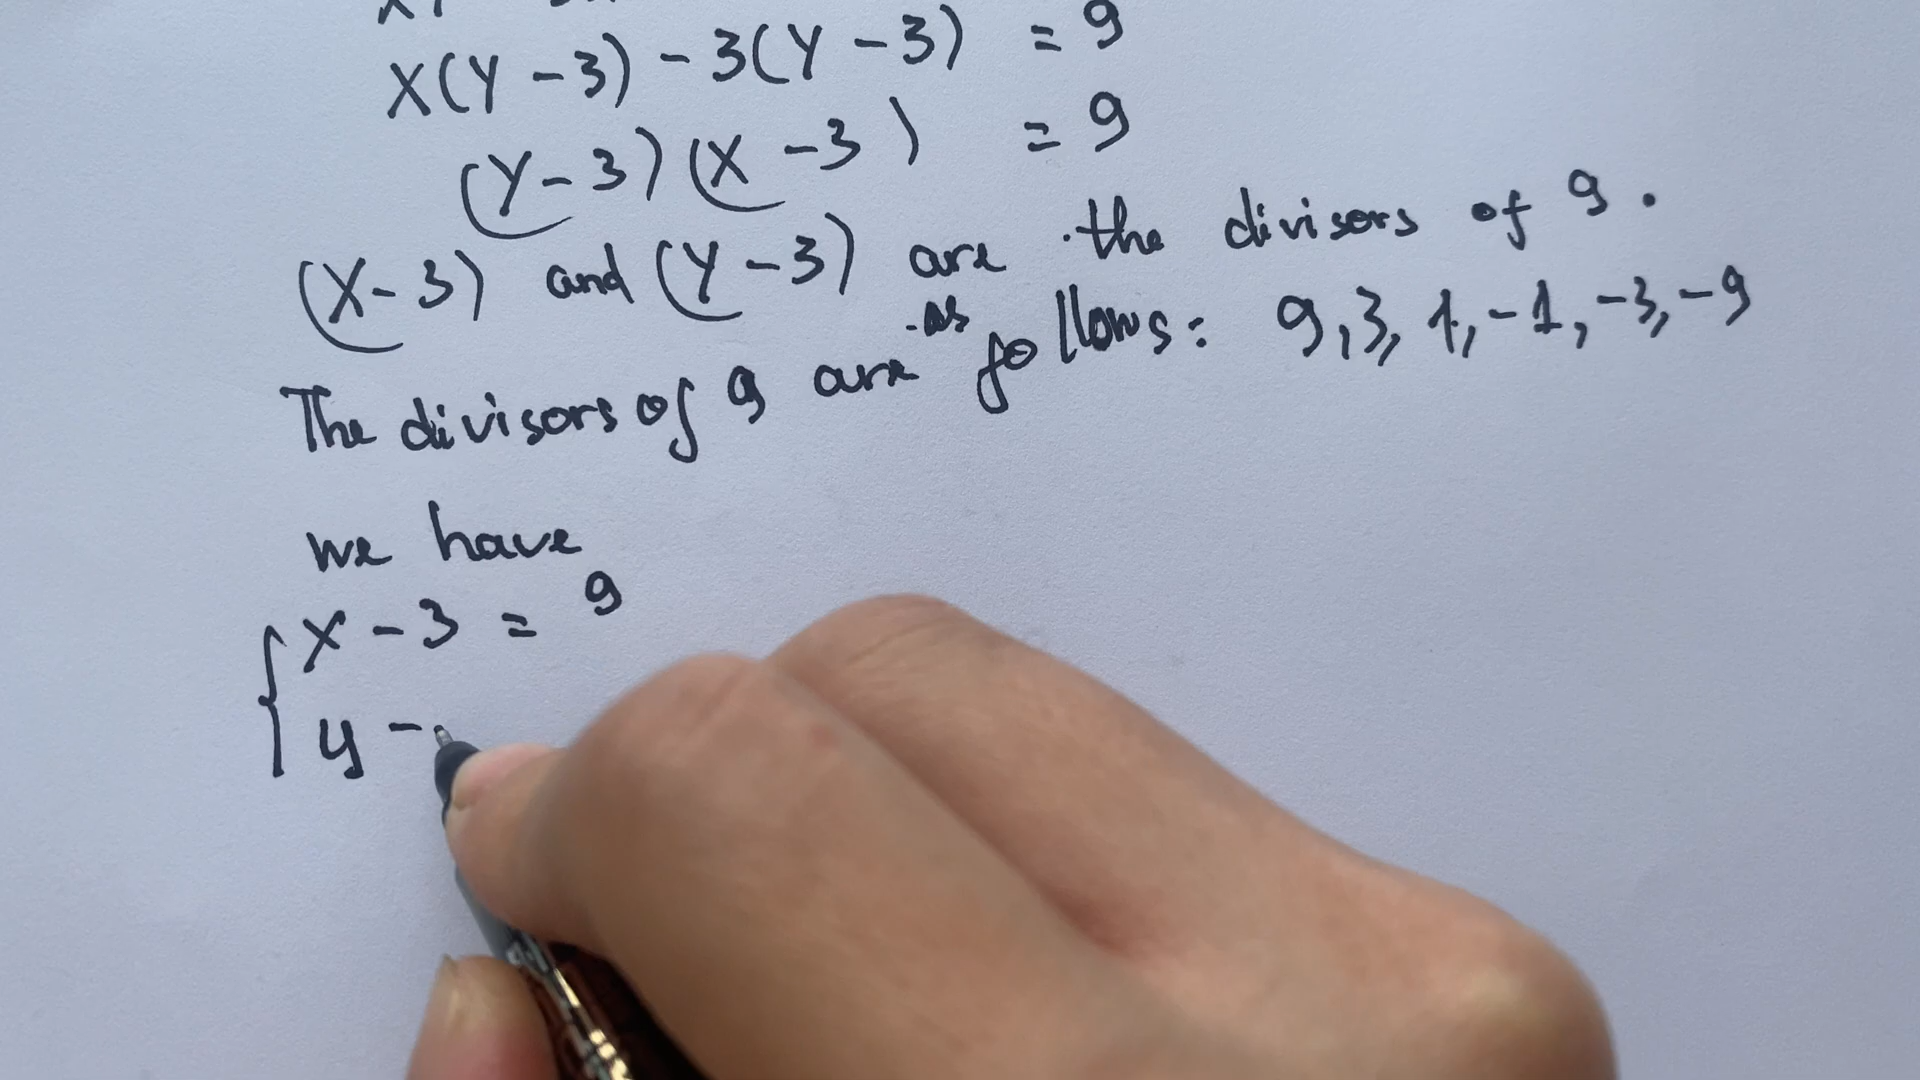 X(Y - 3) - 3(Y - 3) = 9
(Y - 3)(X - 3) = 9
(X - 3) and (Y - 3) are the divisors of 9.
The divisors of 9 are as follows: 9, 3, 1, -1, -3, -9
we have
X - 3 = 9
y -